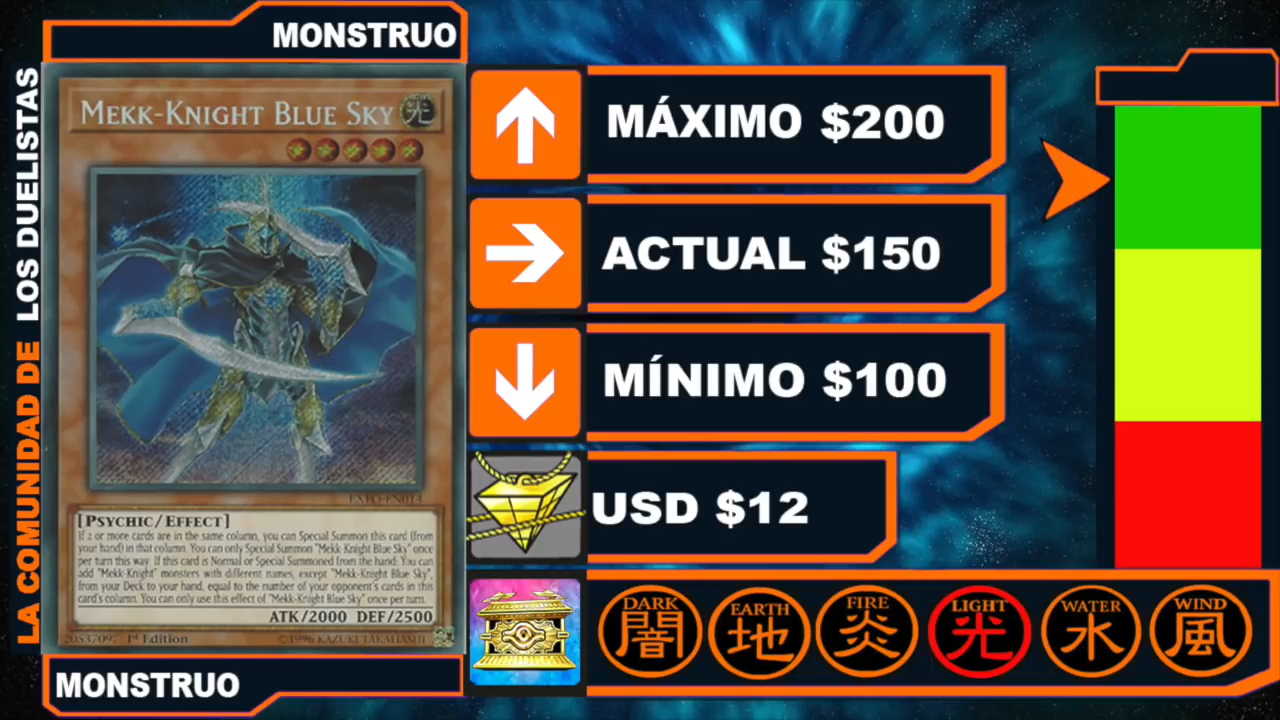 MONSTRUO
LA COMUNIDAD DE LOS DUELISTAS
MEKK-KNIGHT BLUE SKY 光
EXFO-EN014
[PSYCHIC/EFFECT]
If 2 or more cards are in the same column, you can Special Summon this card (from
your hand) in that column. You can only Special Summon "Mekk-Knight Blue Sky" once
per turn this way. If this card is Normal or Special Summoned from the hand: You can
add "Mekk-Knight" monsters with different names, except "Mekk-Knight Blue Sky",
from your Deck to your hand, equal to the number of your opponent's cards in this
card's column. You can only use this effect of "Mekk-Knight Blue Sky" once per turn.
ATK/2000 DEF/2500
20537097 1st Edition ©1996 KAZUKI TAKAHASHI
MONSTRUO
MÁXIMO $200
ACTUAL $150
MÍNIMO $100
USD $12
DARK EARTH FIRE LIGHT WATER WIND
闇 地 炎 光 水 風